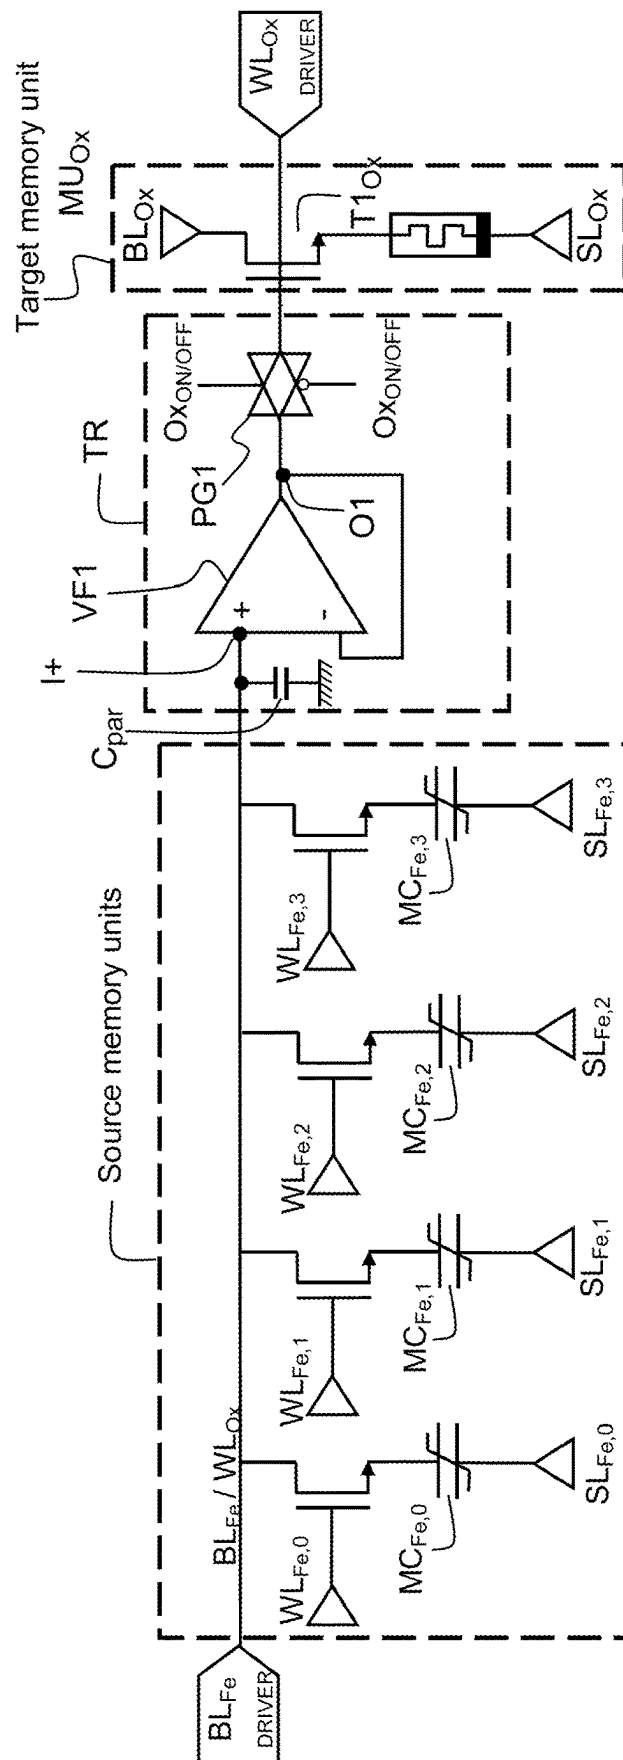 BL_Fe
DRIVER
BL_Fe / WL_Ox
Source memory units
WL_Fe,0
MC_Fe,0
SL_Fe,0
WL_Fe,1
MC_Fe,1
SL_Fe,1
WL_Fe,2
MC_Fe,2
SL_Fe,2
WL_Fe,3
MC_Fe,3
SL_Fe,3
C_par
I+
VF1
TR
+
-
O1
PG1
Ox_ON/OFF
Ox_ON/OFF
Target memory unit
MU_Ox
BL_Ox
T1_Ox
SL_Ox
WL_Ox
DRIVER